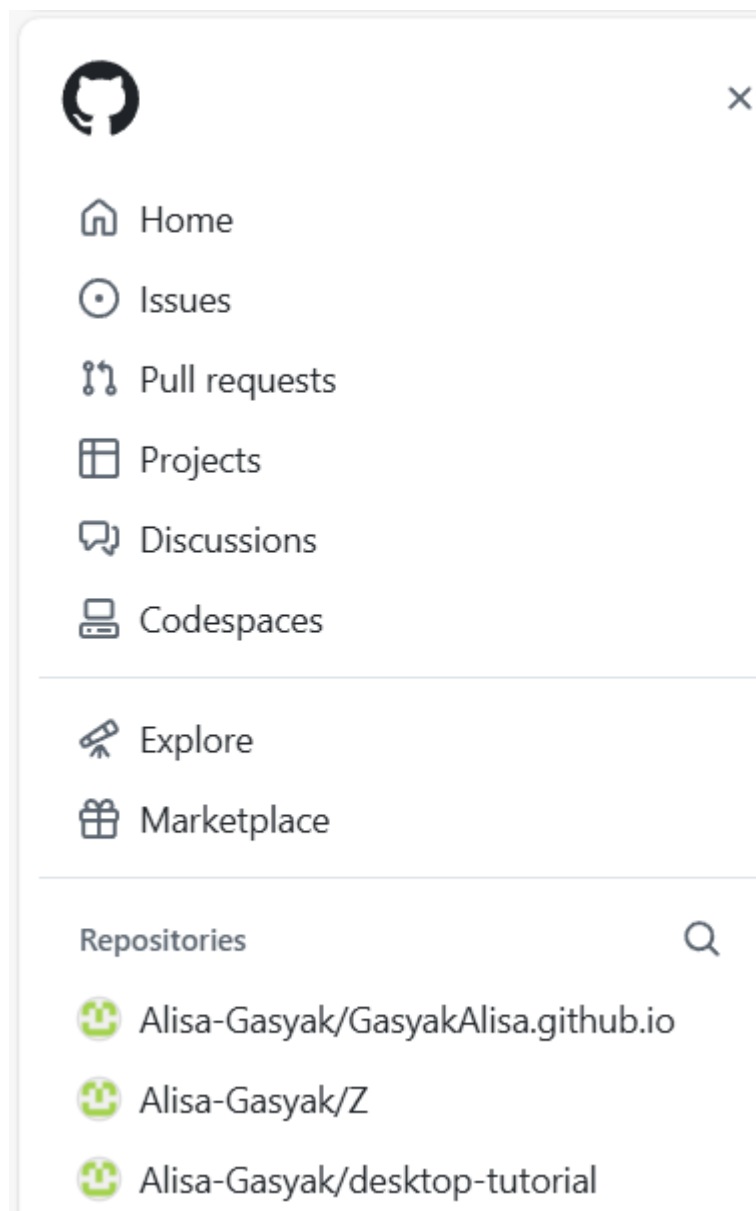 Home
Issues
Pull requests
Projects
Discussions
Codespaces
Explore
Marketplace
Repositories
Alisa-Gasyak/GasyakAlisa.github.io
Alisa-Gasyak/Z
Alisa-Gasyak/desktop-tutorial